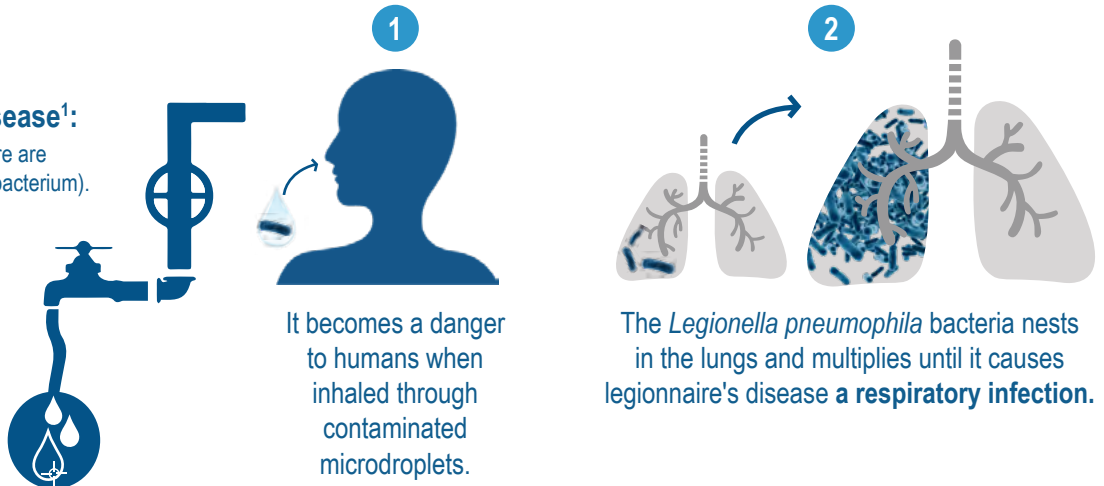 sease¹:
re are
bacterium).
1
It becomes a danger
to humans when
inhaled through
contaminated
microdroplets.
2
The Legionella pneumophila bacteria nests
in the lungs and multiplies until it causes
legionnaire's disease a respiratory infection.